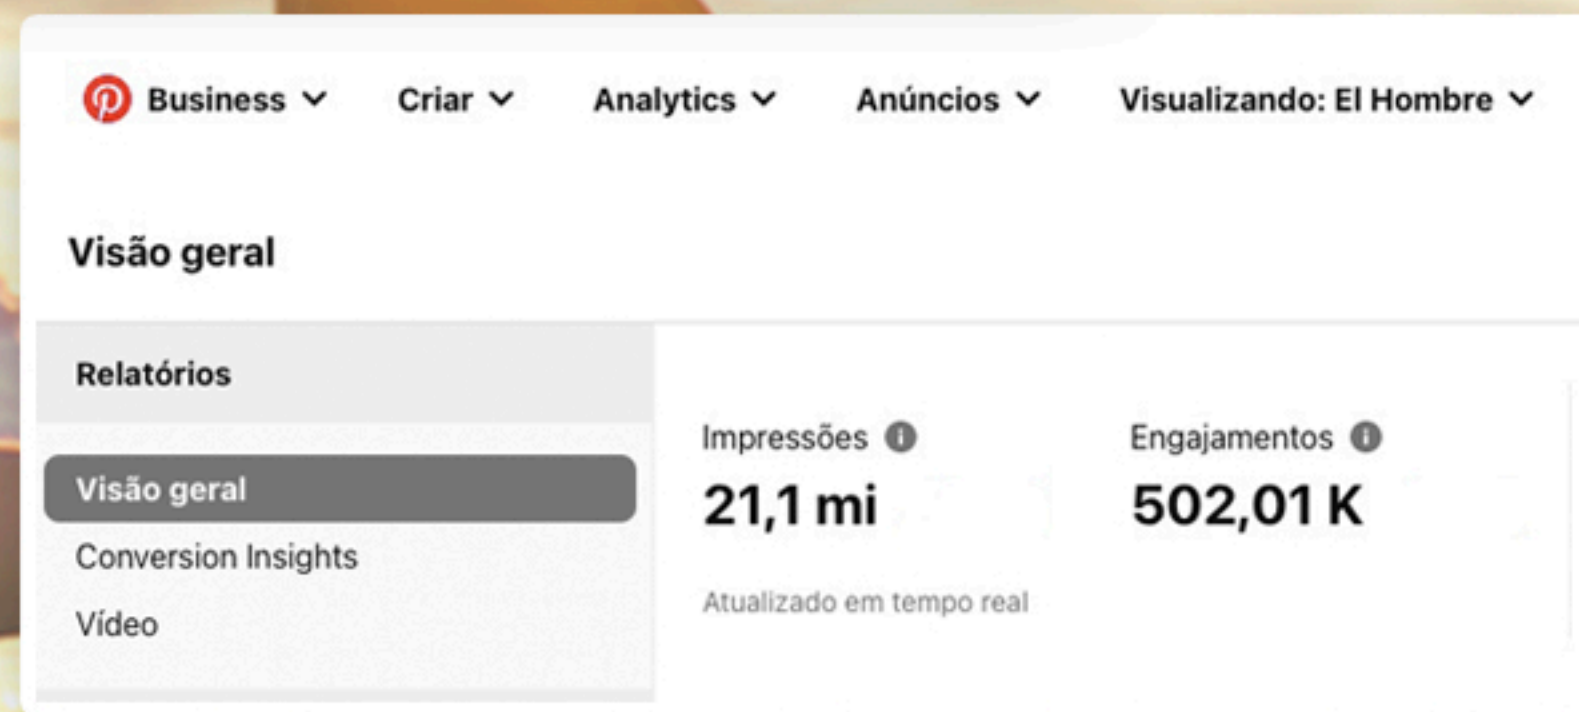 Business Criar Analytics Anúncios Visualizando: El Hombre
Visão geral
Relatórios
Visão geral
Conversion Insights
Vídeo
Impressões
21,1 mi
Atualizado em tempo real
Engajamentos
502,01 K